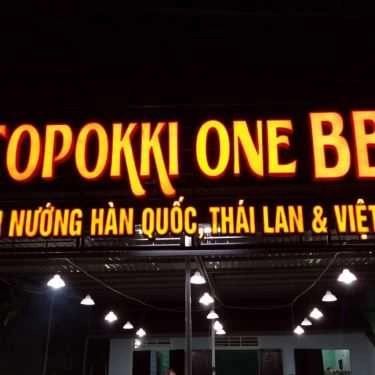 TOPOKKI ONE BB
NƯỚNG HÀN QUỐC, THÁI LAN & VIỆT